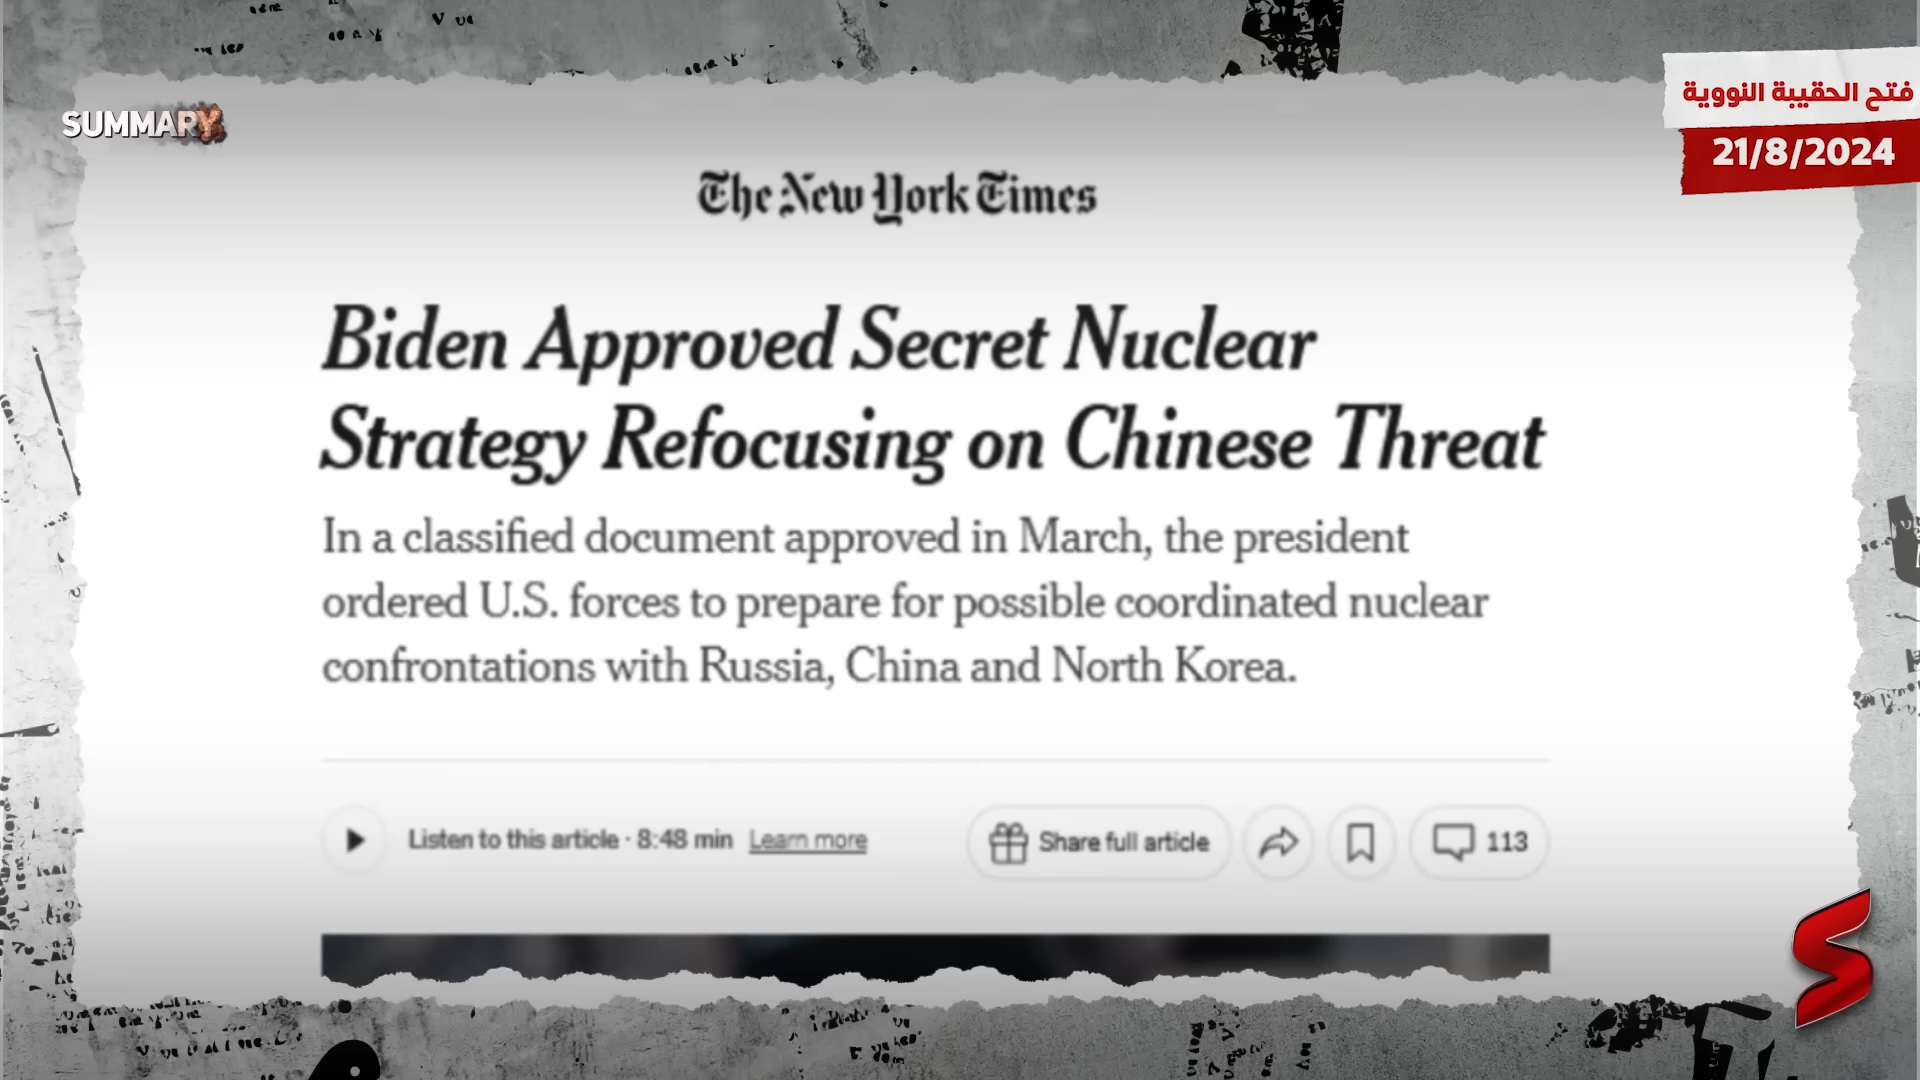 SUMMARY
فتح الحقيبة النووية
21/8/2024
The New York Times
Biden Approved Secret Nuclear
Strategy Refocusing on Chinese Threat
In a classified document approved in March, the president
ordered U.S. forces to prepare for possible coordinated nuclear
confrontations with Russia, China and North Korea.
Listen to this article · 8:48 min Learn more
Share full article
113